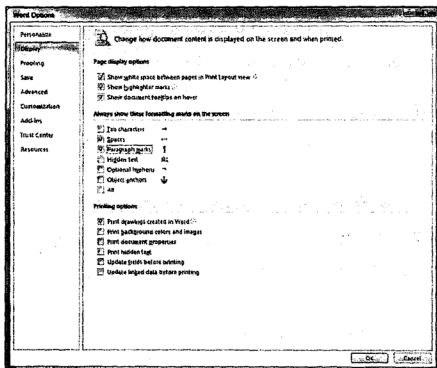 Word Options
Personalize
Display
Proofing
Save
Advanced
Customization
Add-Ins
Trust Center
Resources
Change how document content is displayed on the screen and when printed.
Page display options
Show white space between pages in Print Layout view
Show highlighter marks
Show document tooltips on hover
Always show these formatting marks on the screen
Tab characters →
Spaces ···
Paragraph marks ¶
Hidden text abc
Optional hyphens ¬
Object anchors
All
Printing options
Print drawings created in Word
Print background colors and images
Print document properties
Print hidden text
Update fields before printing
Update linked data before printing
OK
Cancel